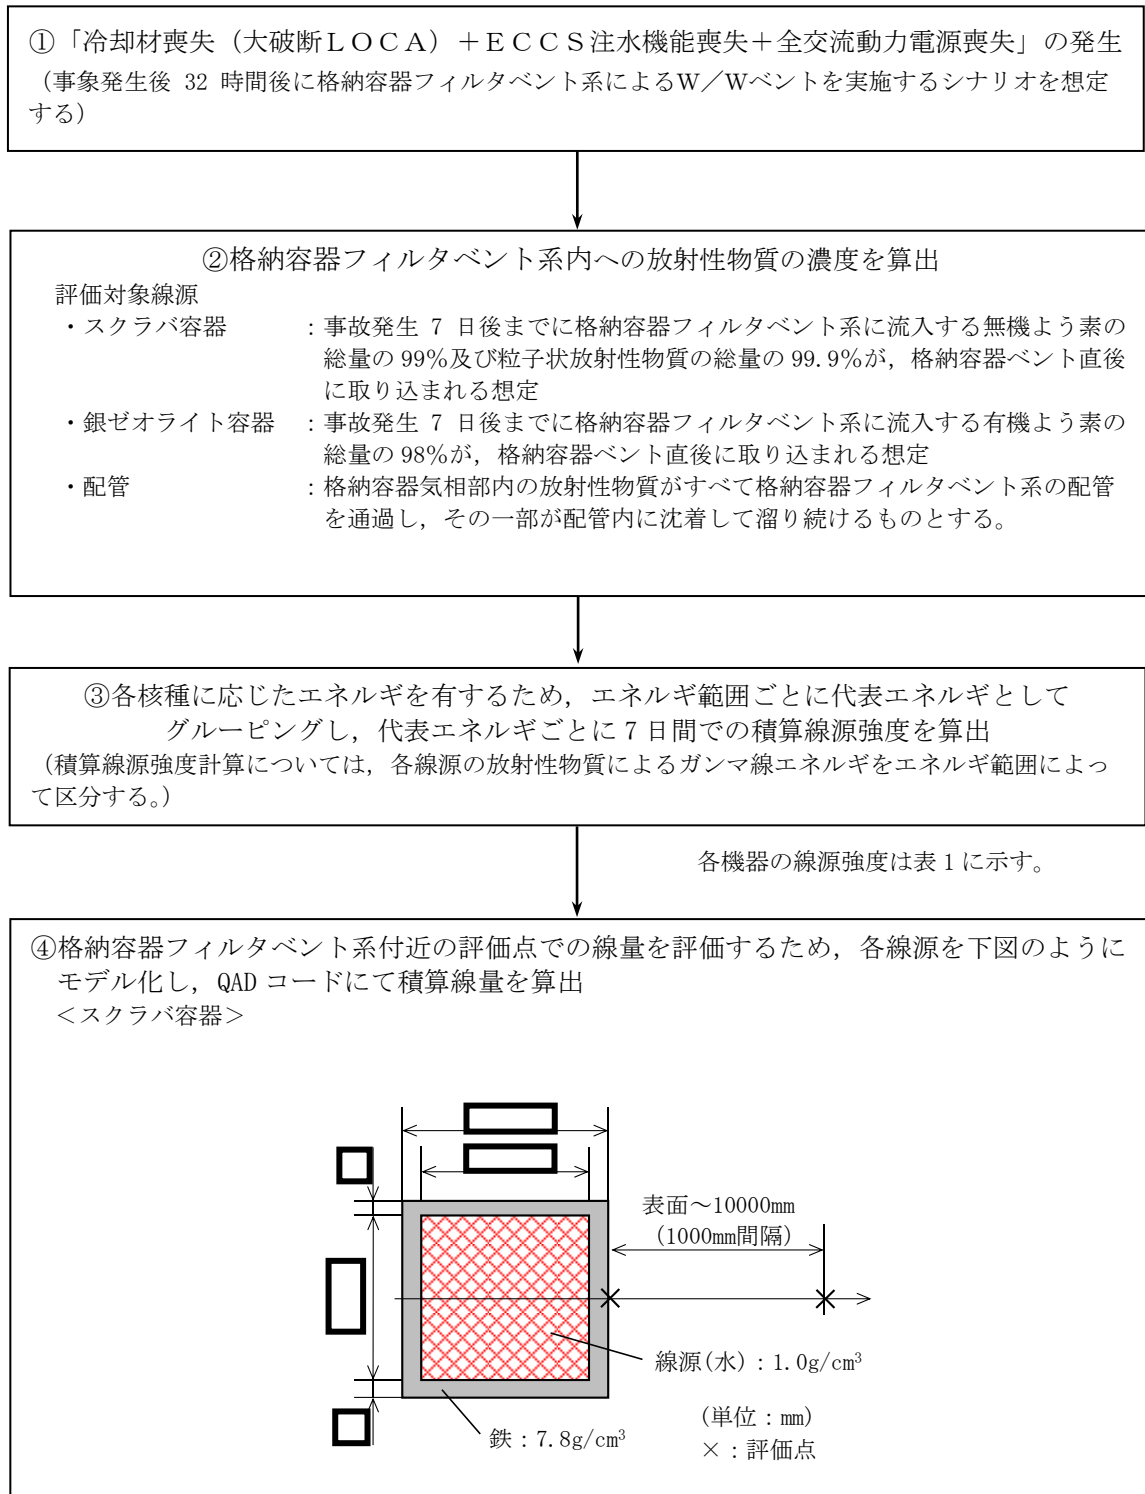 ①「冷却材喪失（大破断ＬＯＣＡ）＋ＥＣＣＳ注水機能喪失＋全交流動力電源喪失」の発生
（事象発生後 32 時間後に格納容器フィルタベント系によるＷ／Ｗベントを実施するシナリオを想定
する）
②格納容器フィルタベント系内への放射性物質の濃度を算出
評価対象線源
・スクラバ容器　　　：事故発生 7 日後までに格納容器フィルタベント系に流入する無機よう素の
総量の 99％及び粒子状放射性物質の総量の 99.9％が，格納容器ベント直後
に取り込まれる想定
・銀ゼオライト容器　：事故発生 7 日後までに格納容器フィルタベント系に流入する有機よう素の
総量の 98％が，格納容器ベント直後に取り込まれる想定
・配管　　　　　　　：格納容器気相部内の放射性物質がすべて格納容器フィルタベント系の配管
を通過し，その一部が配管内に沈着して溜り続けるものとする。
③各核種に応じたエネルギを有するため，エネルギ範囲ごとに代表エネルギとして
グルーピングし，代表エネルギごとに 7 日間での積算線源強度を算出
（積算線源強度計算については，各線源の放射性物質によるガンマ線エネルギをエネルギ範囲によっ
て区分する。）
各機器の線源強度は表 1 に示す。
④格納容器フィルタベント系付近の評価点での線量を評価するため，各線源を下図のように
モデル化し，QAD コードにて積算線量を算出
＜スクラバ容器＞
表面～10000mm
（1000mm間隔）
線源(水)：1.0g/cm³
鉄：7.8g/cm³
（単位：mm）
×：評価点